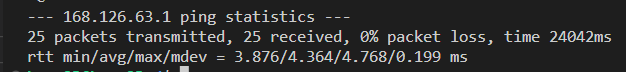 --- 168.126.63.1 ping statistics ---
25 packets transmitted, 25 received, 0% packet loss, time 24042ms
rtt min/avg/max/mdev = 3.876/4.364/4.768/0.199 ms